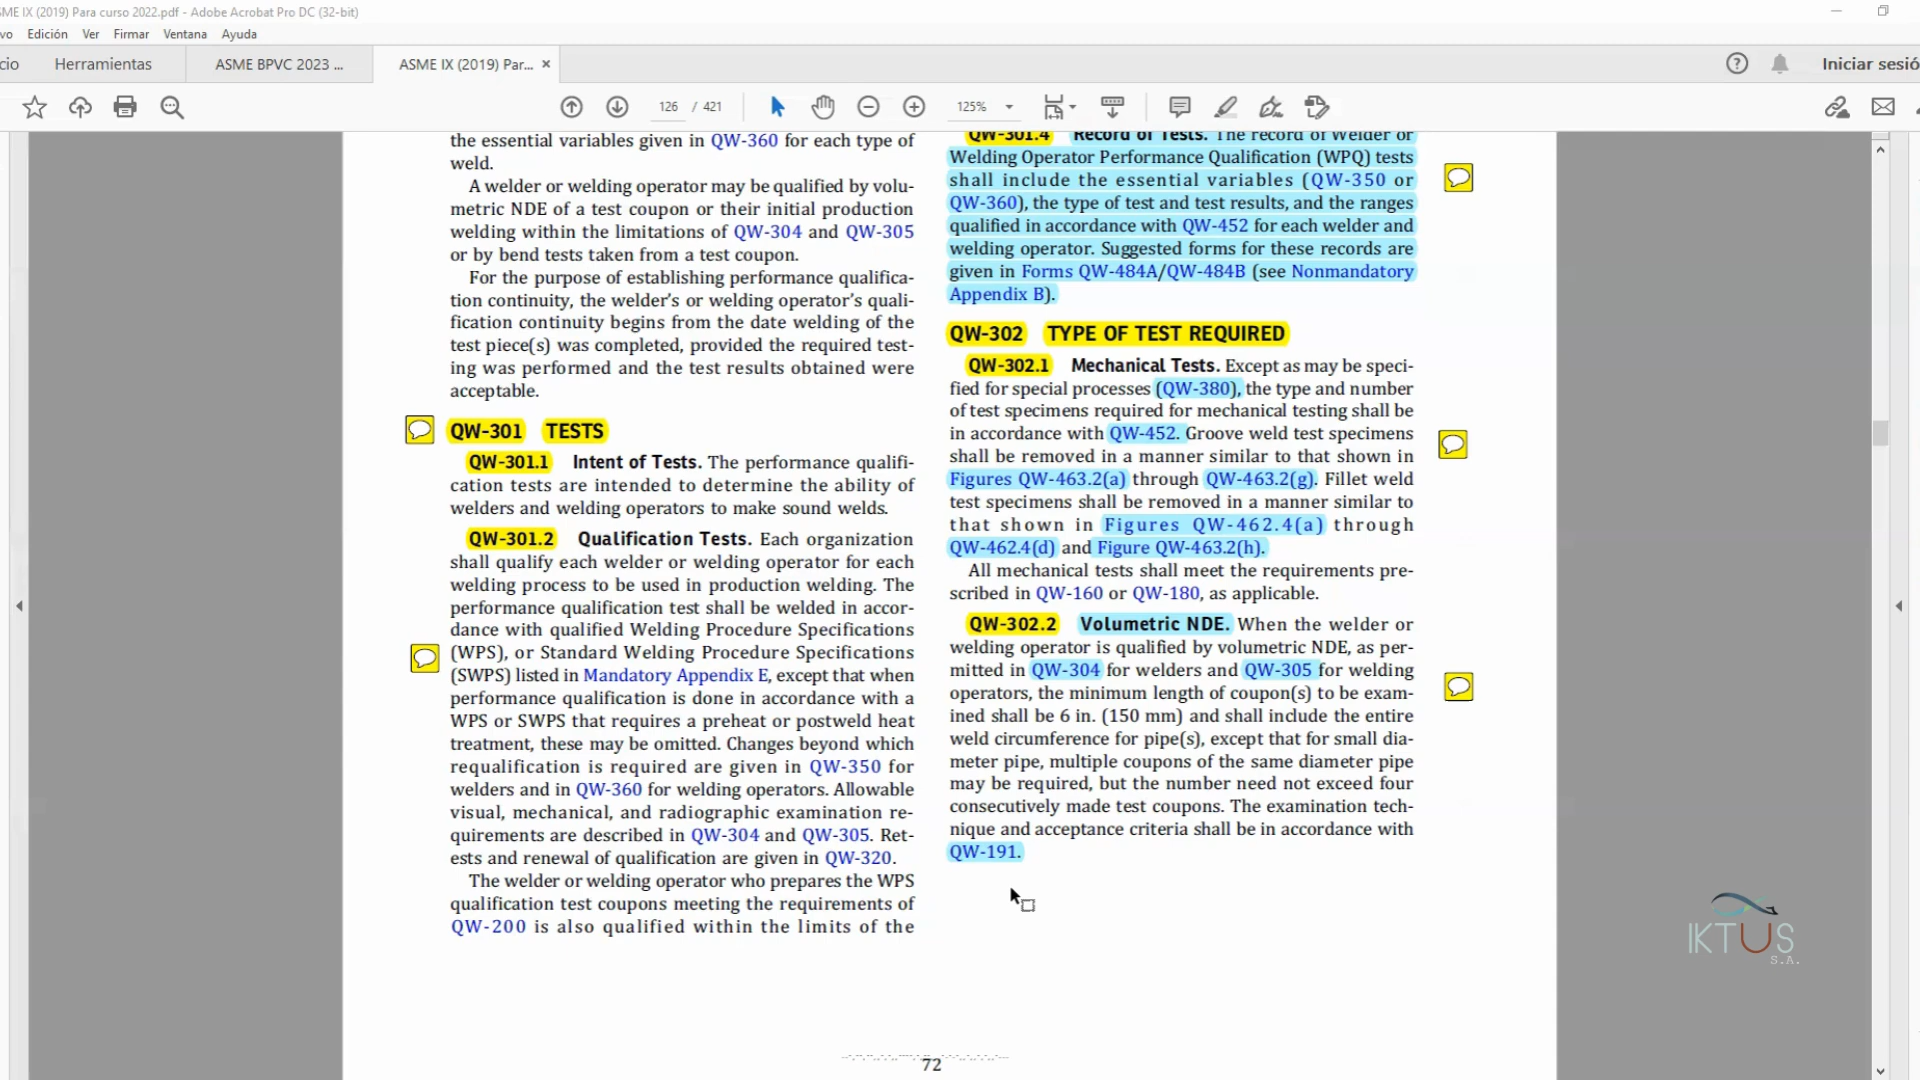 SME IX (2019) Para curso 2022.pdf - Adobe Acrobat Pro DC (32-bit)
vo Edición Ver Firmar Ventana Ayuda
cio Herramientas ASME BPVC 2023 ... ASME IX (2019) Par... × Iniciar sesió
126 / 421 125%
the essential variables given in QW-360 for each type of
weld.
A welder or welding operator may be qualified by volu-
metric NDE of a test coupon or their initial production
welding within the limitations of QW-304 and QW-305
or by bend tests taken from a test coupon.
For the purpose of establishing performance qualifica-
tion continuity, the welder's or welding operator's quali-
fication continuity begins from the date welding of the
test piece(s) was completed, provided the required test-
ing was performed and the test results obtained were
acceptable.
QW-301 TESTS
QW-301.1 Intent of Tests. The performance qualifi-
cation tests are intended to determine the ability of
welders and welding operators to make sound welds.
QW-301.2 Qualification Tests. Each organization
shall qualify each welder or welding operator for each
welding process to be used in production welding. The
performance qualification test shall be welded in accor-
dance with qualified Welding Procedure Specifications
(WPS), or Standard Welding Procedure Specifications
(SWPS) listed in Mandatory Appendix E, except that when
performance qualification is done in accordance with a
WPS or SWPS that requires a preheat or postweld heat
treatment, these may be omitted. Changes beyond which
requalification is required are given in QW-350 for
welders and in QW-360 for welding operators. Allowable
visual, mechanical, and radiographic examination re-
quirements are described in QW-304 and QW-305. Ret-
ests and renewal of qualification are given in QW-320.
The welder or welding operator who prepares the WPS
qualification test coupons meeting the requirements of
QW-200 is also qualified within the limits of the
QW-301.4 Record of Tests. The record of Welder or
Welding Operator Performance Qualification (WPQ) tests
shall include the essential variables (QW-350 or
QW-360), the type of test and test results, and the ranges
qualified in accordance with QW-452 for each welder and
welding operator. Suggested forms for these records are
given in Forms QW-484A/QW-484B (see Nonmandatory
Appendix B).
QW-302 TYPE OF TEST REQUIRED
QW-302.1 Mechanical Tests. Except as may be speci-
fied for special processes (QW-380), the type and number
of test specimens required for mechanical testing shall be
in accordance with QW-452. Groove weld test specimens
shall be removed in a manner similar to that shown in
Figures QW-463.2(a) through QW-463.2(g). Fillet weld
test specimens shall be removed in a manner similar to
that shown in Figures QW-462.4(a) through
QW-462.4(d) and Figure QW-463.2(h).
All mechanical tests shall meet the requirements pre-
scribed in QW-160 or QW-180, as applicable.
QW-302.2 Volumetric NDE. When the welder or
welding operator is qualified by volumetric NDE, as per-
mitted in QW-304 for welders and QW-305 for welding
operators, the minimum length of coupon(s) to be exam-
ined shall be 6 in. (150 mm) and shall include the entire
weld circumference for pipe(s), except that for small dia-
meter pipe, multiple coupons of the same diameter pipe
may be required, but the number need not exceed four
consecutively made test coupons. The examination tech-
nique and acceptance criteria shall be in accordance with
QW-191.
IKTUS
S.A.
72